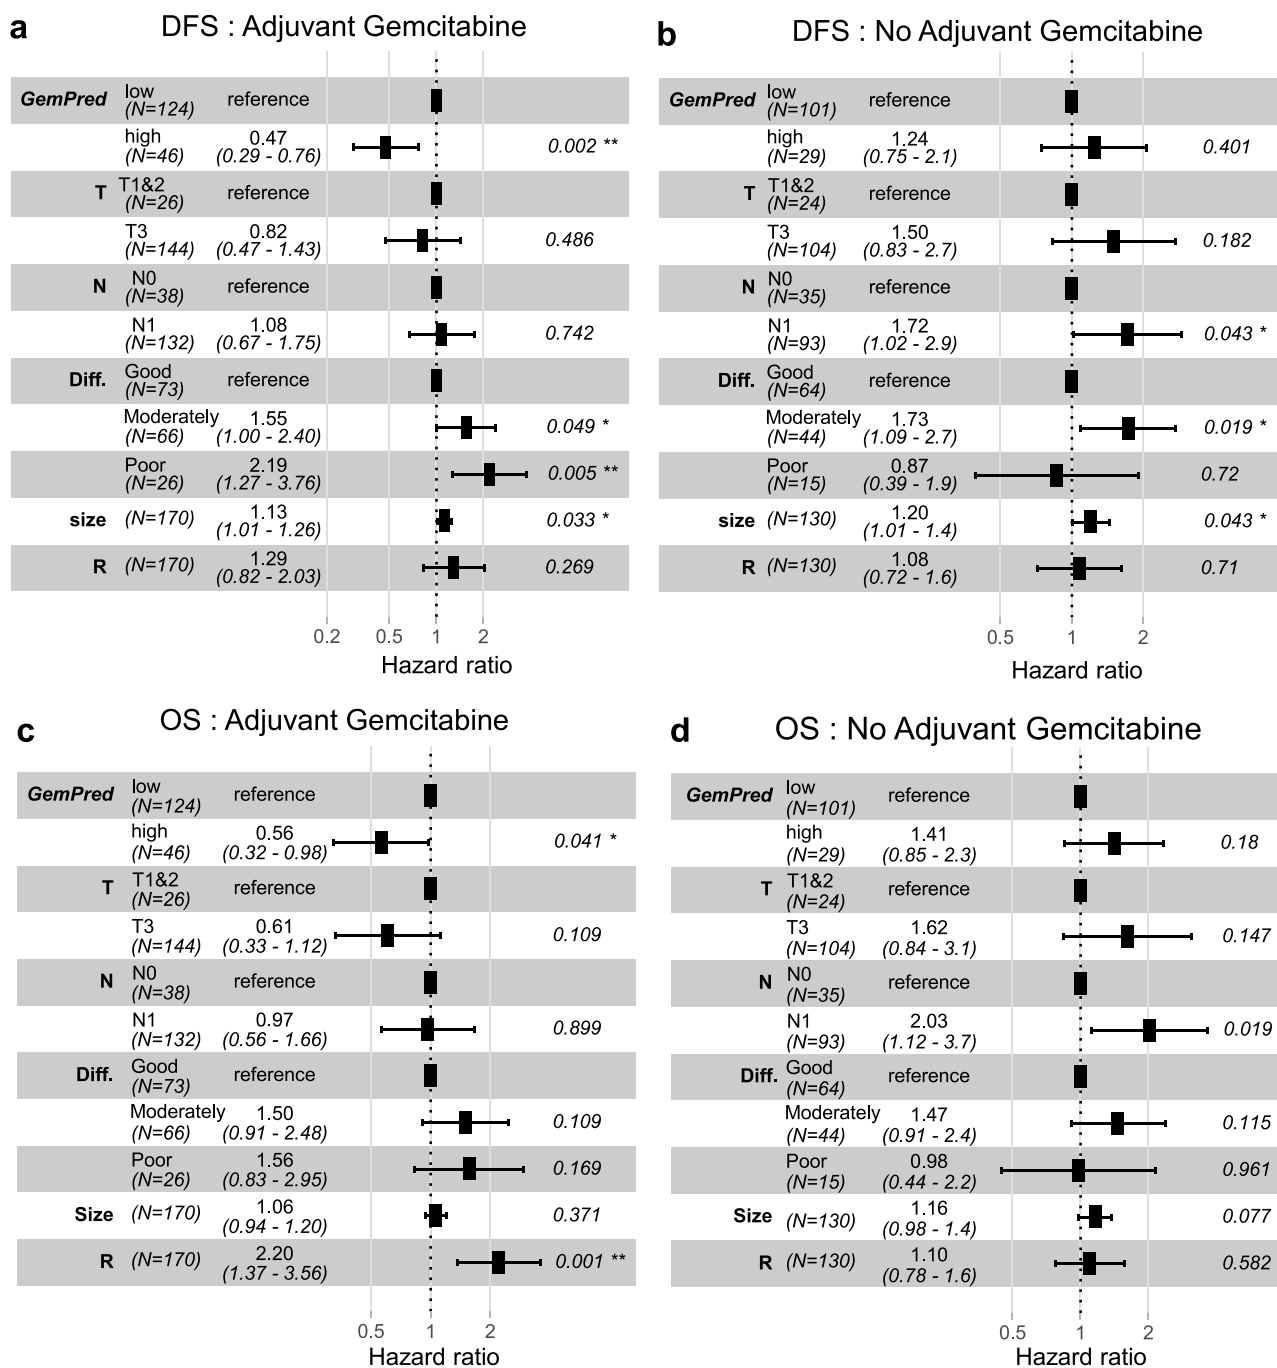 a
DFS : Adjuvant Gemcitabine
GemPred low reference
(N=124)
high 0.47 0.002 **
(N=46) (0.29 - 0.76)
T T1&2 reference
(N=26)
T3 0.82 0.486
(N=144) (0.47 - 1.43)
N N0 reference
(N=38)
N1 1.08 0.742
(N=132) (0.67 - 1.75)
Diff. Good reference
(N=73)
Moderately 1.55 0.049 *
(N=66) (1.00 - 2.40)
Poor 2.19 0.005 **
(N=26) (1.27 - 3.76)
size (N=170) 1.13 0.033 *
(1.01 - 1.26)
R (N=170) 1.29 0.269
(0.82 - 2.03)
0.2 0.5 1 2
Hazard ratio
b
DFS : No Adjuvant Gemcitabine
GemPred low reference
(N=101)
high 1.24 0.401
(N=29) (0.75 - 2.1)
T T1&2 reference
(N=24)
T3 1.50 0.182
(N=104) (0.83 - 2.7)
N N0 reference
(N=35)
N1 1.72 0.043 *
(N=93) (1.02 - 2.9)
Diff. Good reference
(N=64)
Moderately 1.73 0.019 *
(N=44) (1.09 - 2.7)
Poor 0.87 0.72
(N=15) (0.39 - 1.9)
size (N=130) 1.20 0.043 *
(1.01 - 1.4)
R (N=130) 1.08 0.71
(0.72 - 1.6)
0.5 1 2
Hazard ratio
c
OS : Adjuvant Gemcitabine
GemPred low reference
(N=124)
high 0.56 0.041 *
(N=46) (0.32 - 0.98)
T T1&2 reference
(N=26)
T3 0.61 0.109
(N=144) (0.33 - 1.12)
N N0 reference
(N=38)
N1 0.97 0.899
(N=132) (0.56 - 1.66)
Diff. Good reference
(N=73)
Moderately 1.50 0.109
(N=66) (0.91 - 2.48)
Poor 1.56 0.169
(N=26) (0.83 - 2.95)
Size (N=170) 1.06 0.371
(0.94 - 1.20)
R (N=170) 2.20 0.001 **
(1.37 - 3.56)
0.5 1 2
Hazard ratio
d
OS : No Adjuvant Gemcitabine
GemPred low reference
(N=101)
high 1.41 0.18
(N=29) (0.85 - 2.3)
T T1&2 reference
(N=24)
T3 1.62 0.147
(N=104) (0.84 - 3.1)
N N0 reference
(N=35)
N1 2.03 0.019
(N=93) (1.12 - 3.7)
Diff. Good reference
(N=64)
Moderately 1.47 0.115
(N=44) (0.91 - 2.4)
Poor 0.98 0.961
(N=15) (0.44 - 2.2)
Size (N=130) 1.16 0.077
(0.98 - 1.4)
R (N=130) 1.10 0.582
(0.78 - 1.6)
0.5 1 2
Hazard ratio